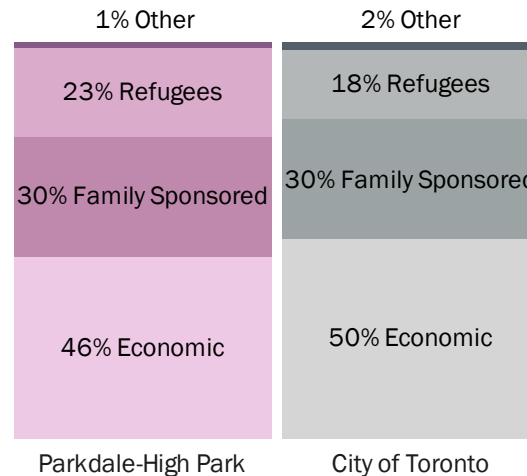 1% Other
2% Other
23% Refugees
18% Refugees
30% Family Sponsored
30% Family Sponsored
46% Economic
50% Economic
Parkdale-High Park
City of Toronto